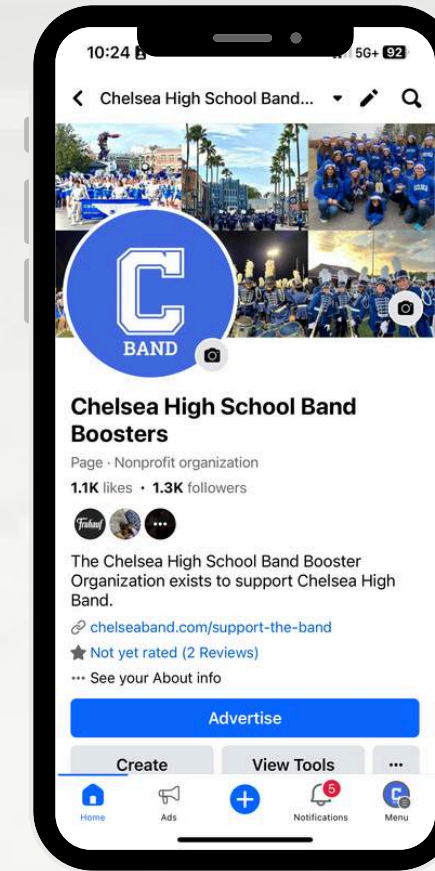 10:24
5G+ 92
Chelsea High School Band...
C
BAND
Chelsea High School Band
Boosters
Page · Nonprofit organization
1.1K likes • 1.3K followers
Fruhauf
The Chelsea High School Band Booster
Organization exists to support Chelsea High
Band.
chelseaband.com/support-the-band
Not yet rated (2 Reviews)
··· See your About info
Advertise
Create View Tools ···
5
Home Ads Notifications Menu